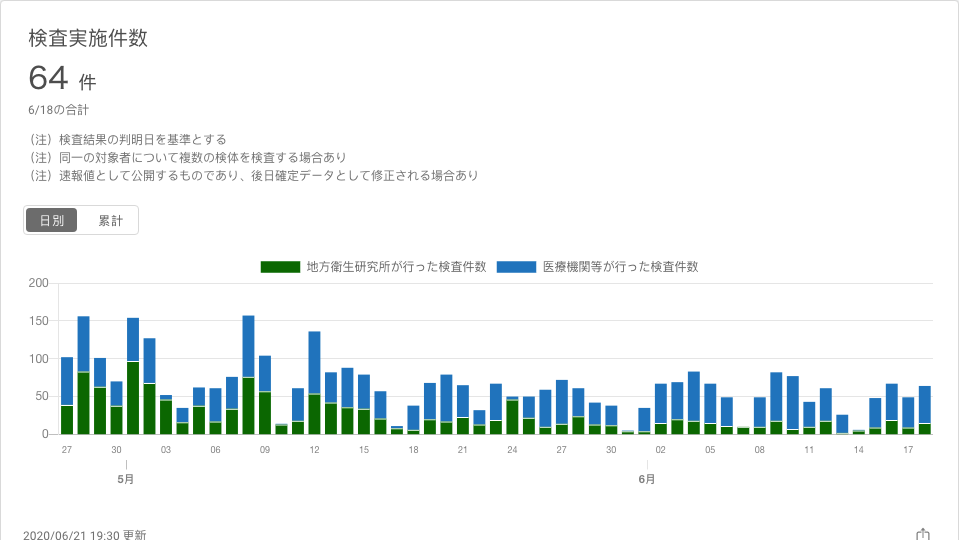 検査実施件数
64 件
6/18の合計
（注）検査結果の判明日を基準とする
（注）同一の対象者について複数の検体を検査する場合あり
（注）速報値として公開するものであり、後日確定データとして修正される場合あり
日別 累計
地方衛生研究所が行った検査件数 医療機関等が行った検査件数
200
150
100
50
0
27 30 03 06 09 12 15 18 21 24 27 30 02 05 08 11 14 17
5月 6月
2020/06/21 19:30 更新